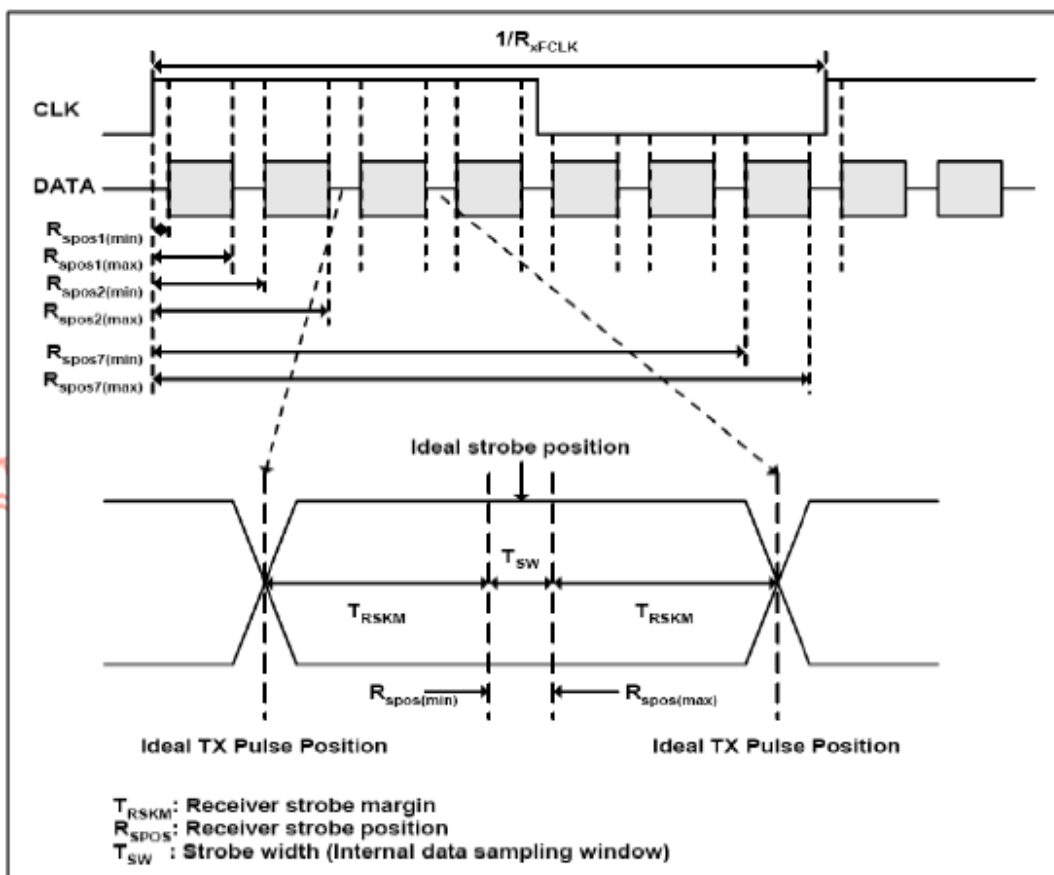 1/RxFCLK
CLK
DATA
Rspos1(min)
Rspos1(max)
Rspos2(min)
Rspos2(max)
Rspos7(min)
Rspos7(max)
Ideal strobe position
TSW
TRSKM TRSKM
Rspos(min) Rspos(max)
Ideal TX Pulse Position Ideal TX Pulse Position
TRSKM: Receiver strobe margin
RSPOS: Receiver strobe position
TSW : Strobe width (Internal data sampling window)